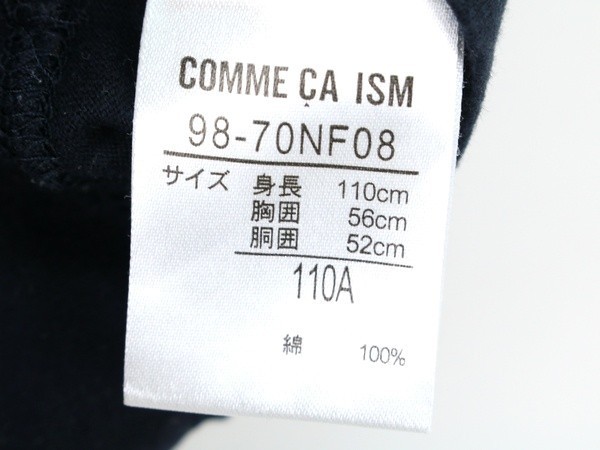 COMME ÇA ISM
98-70NF08
サイズ 身長 110cm
胸囲 56cm
胴囲 52cm
110A
綿 100%